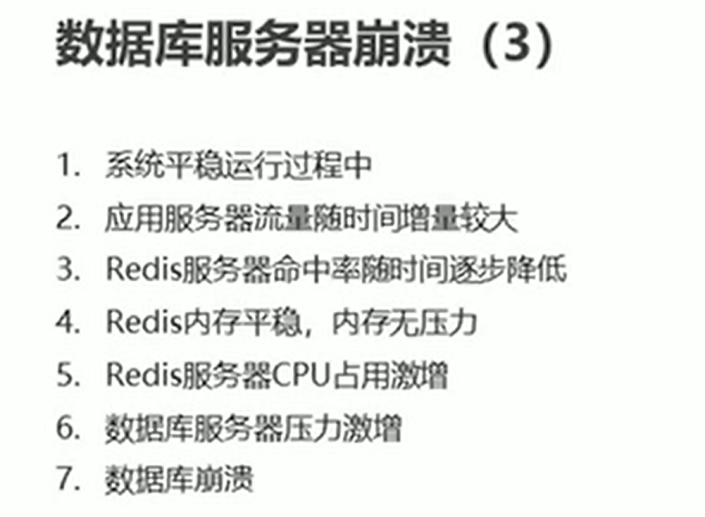 数据库服务器崩溃（3）
1. 系统平稳运行过程中
2. 应用服务器流量随时间增量较大
3. Redis服务器命中率随时间逐步降低
4. Redis内存平稳，内存无压力
5. Redis服务器CPU占用激增
6. 数据库服务器压力激增
7. 数据库崩溃